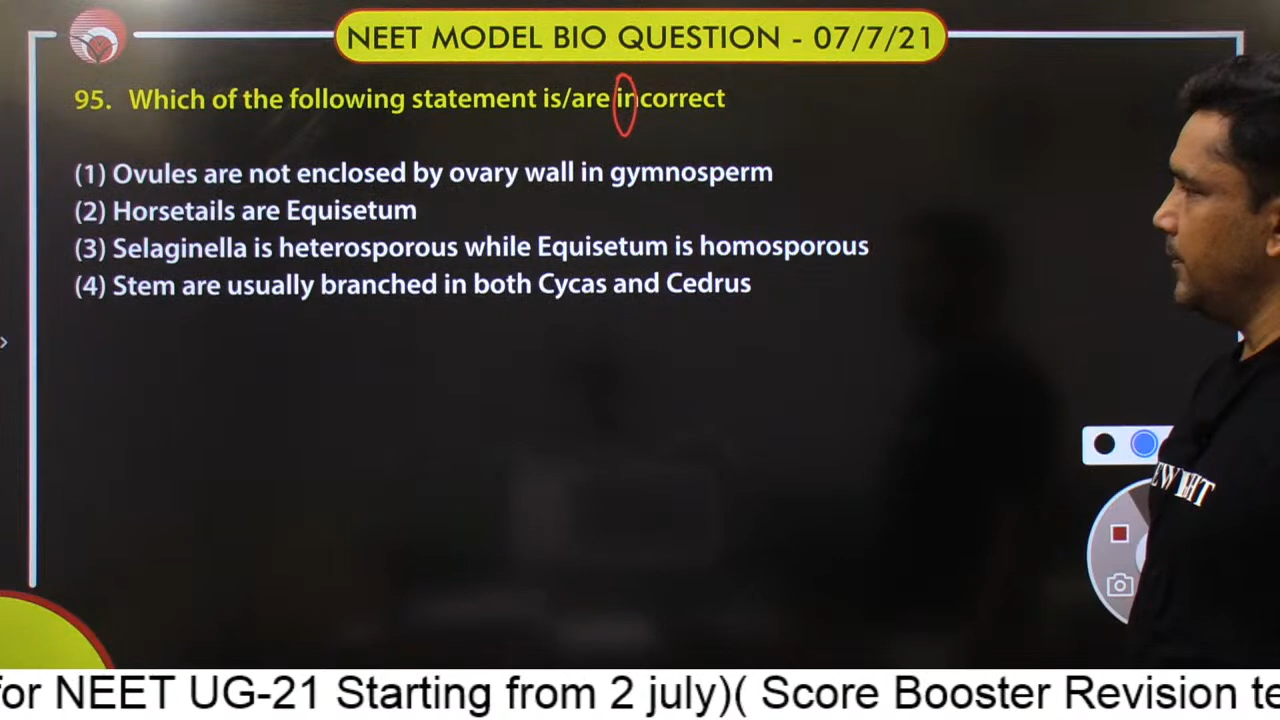 NEET MODEL BIO QUESTION - 07/7/21
95. Which of the following statement is/are incorrect
(1) Ovules are not enclosed by ovary wall in gymnosperm
(2) Horsetails are Equisetum
(3) Selaginella is heterosporous while Equisetum is homosporous
(4) Stem are usually branched in both Cycas and Cedrus
for NEET UG-21 Starting from 2 july)( Score Booster Revision te